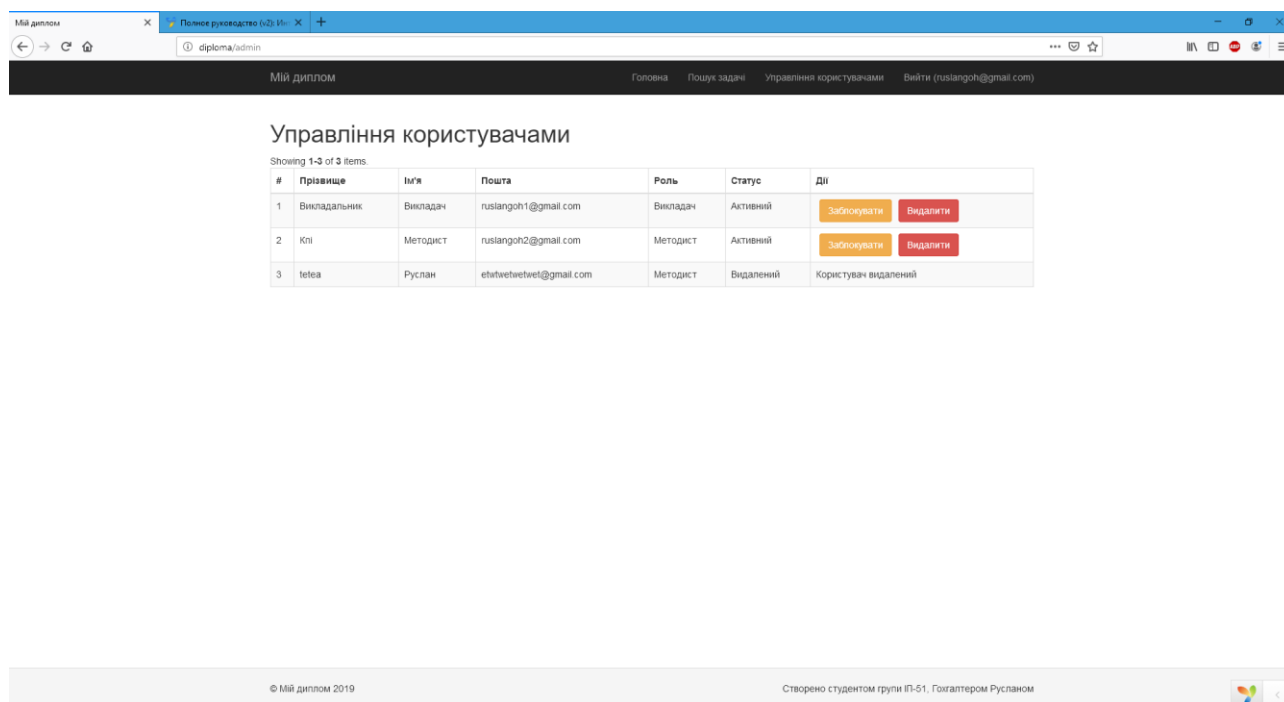 Мій диплом
Полное руководство (v2): Ин
diploma/admin
Мій диплом Головна Пошук задачі Управління користувачами Вийти (ruslangoh@gmail.com)
Управління користувачами
Showing 1-3 of 3 items.
# Прізвище Ім'я Пошта Роль Статус Дії
1 Викладальник Викладач ruslangoh1@gmail.com Викладач Активний Заблокувати Видалити
2 Кпі Методист ruslangoh2@gmail.com Методист Активний Заблокувати Видалити
3 tetea Руслан etwtwetwetwet@gmail.com Методист Видалений Користувач видалений
© Мій диплом 2019 Створено студентом групи ІП-51, Гохгалтером Русланом